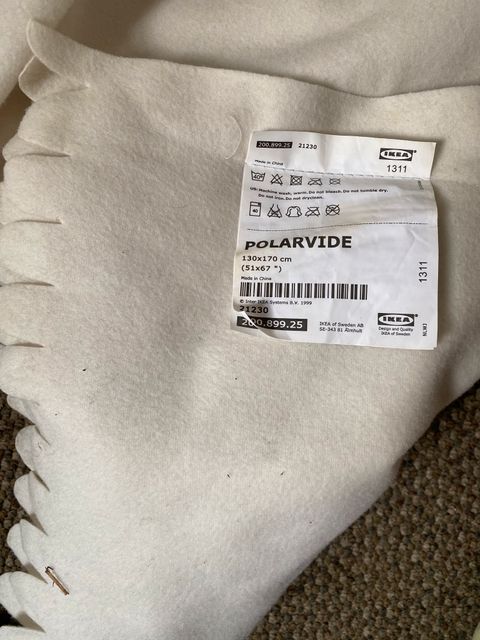 200.899.25 21230
IKEA
Made in China
1311
40°
US: Machine wash, warm. Do not bleach. Do not tumble dry.
Do not iron. Do not dryclean.
40
POLARVIDE
130x170 cm
(51x67 ")
Made in China
1311
© Inter IKEA Systems B.V. 1999
21230
200.899.25
IKEA of Sweden AB
SE-343 81 Älmhult
IKEA
Design and Quality
IKEA of Sweden